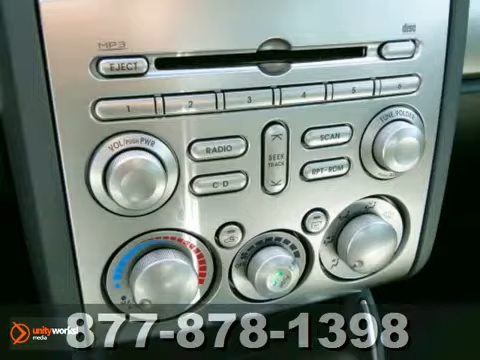 MP3
disc
EJECT
1 2 3 4 5 6
VOL/PUSH PWR
RADIO
SEEK
TRACK
SCAN
TUNE/FOLDER
CD
RPT-RDM
877-878-1398
unityworks!
media